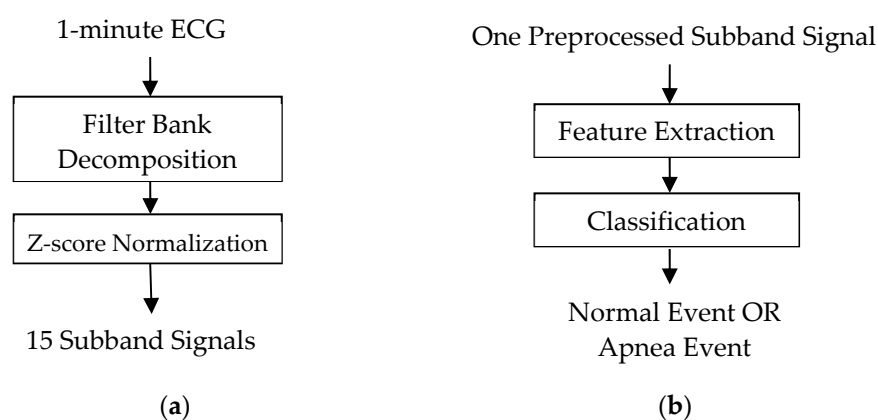 1-minute ECG
Filter Bank
Decomposition
Z-score Normalization
15 Subband Signals
(a)
One Preprocessed Subband Signal
Feature Extraction
Classification
Normal Event OR
Apnea Event
(b)